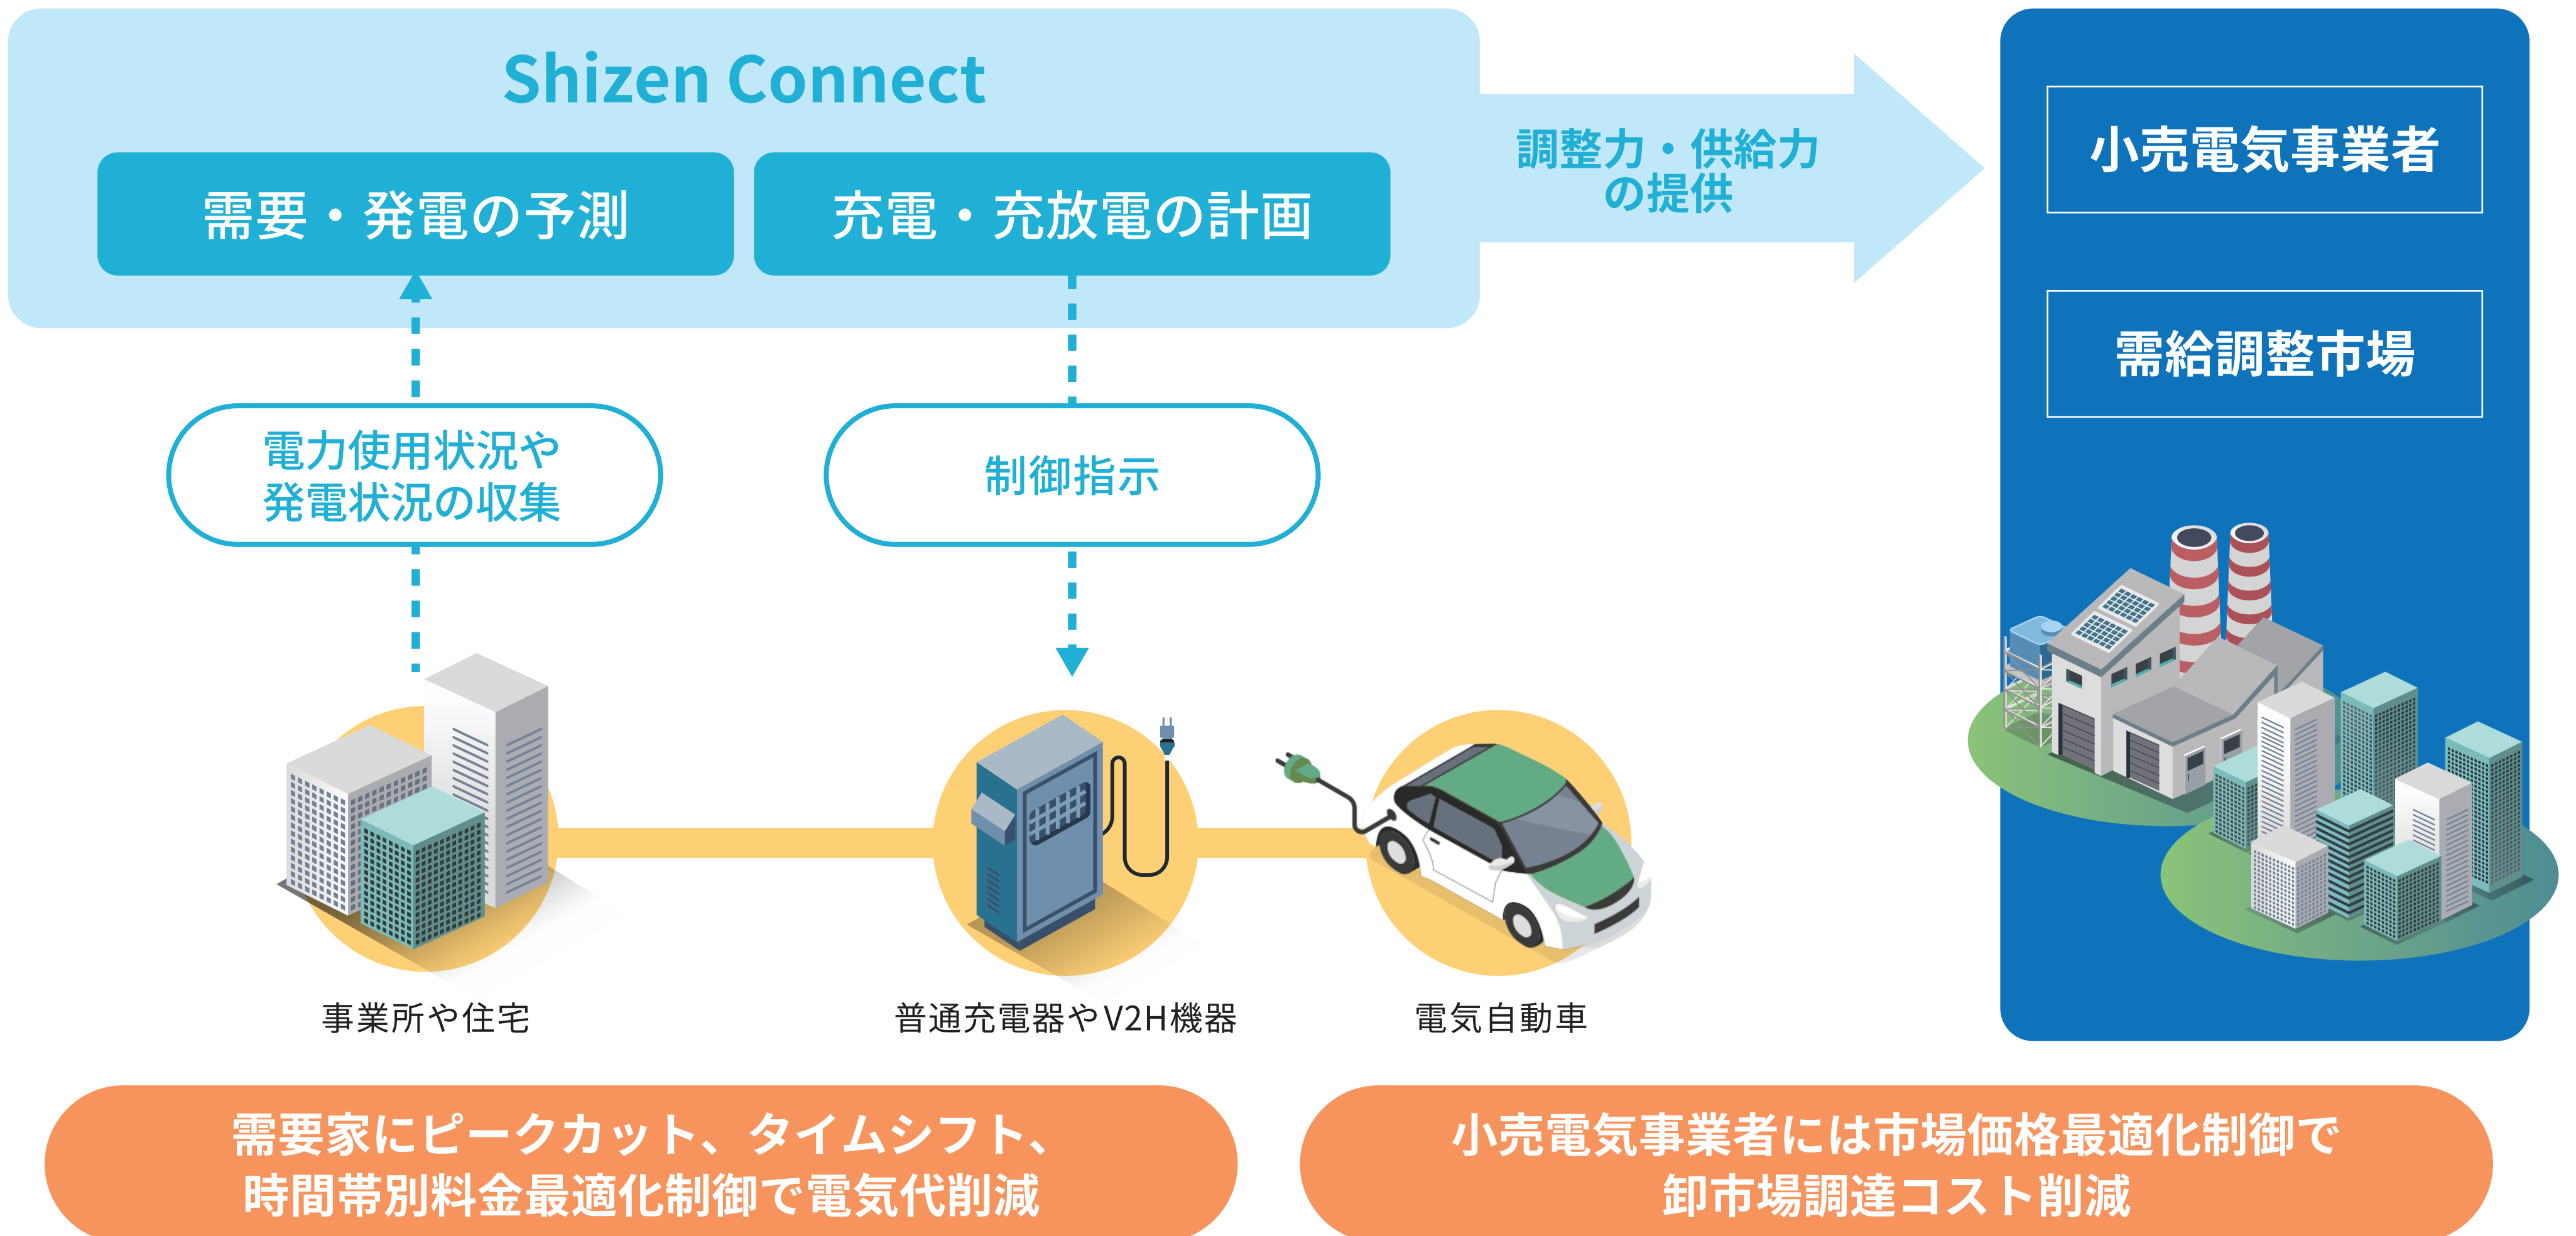 Shizen Connect
需要・発電の予測
充電・充放電の計画
調整力・供給力
の提供
小売電気事業者
需給調整市場
電力使用状況や
発電状況の収集
制御指示
事業所や住宅
普通充電器やV2H機器
電気自動車
需要家にピークカット、タイムシフト、
時間帯別料金最適化制御で電気代削減
小売電気事業者には市場価格最適化制御で
卸市場調達コスト削減